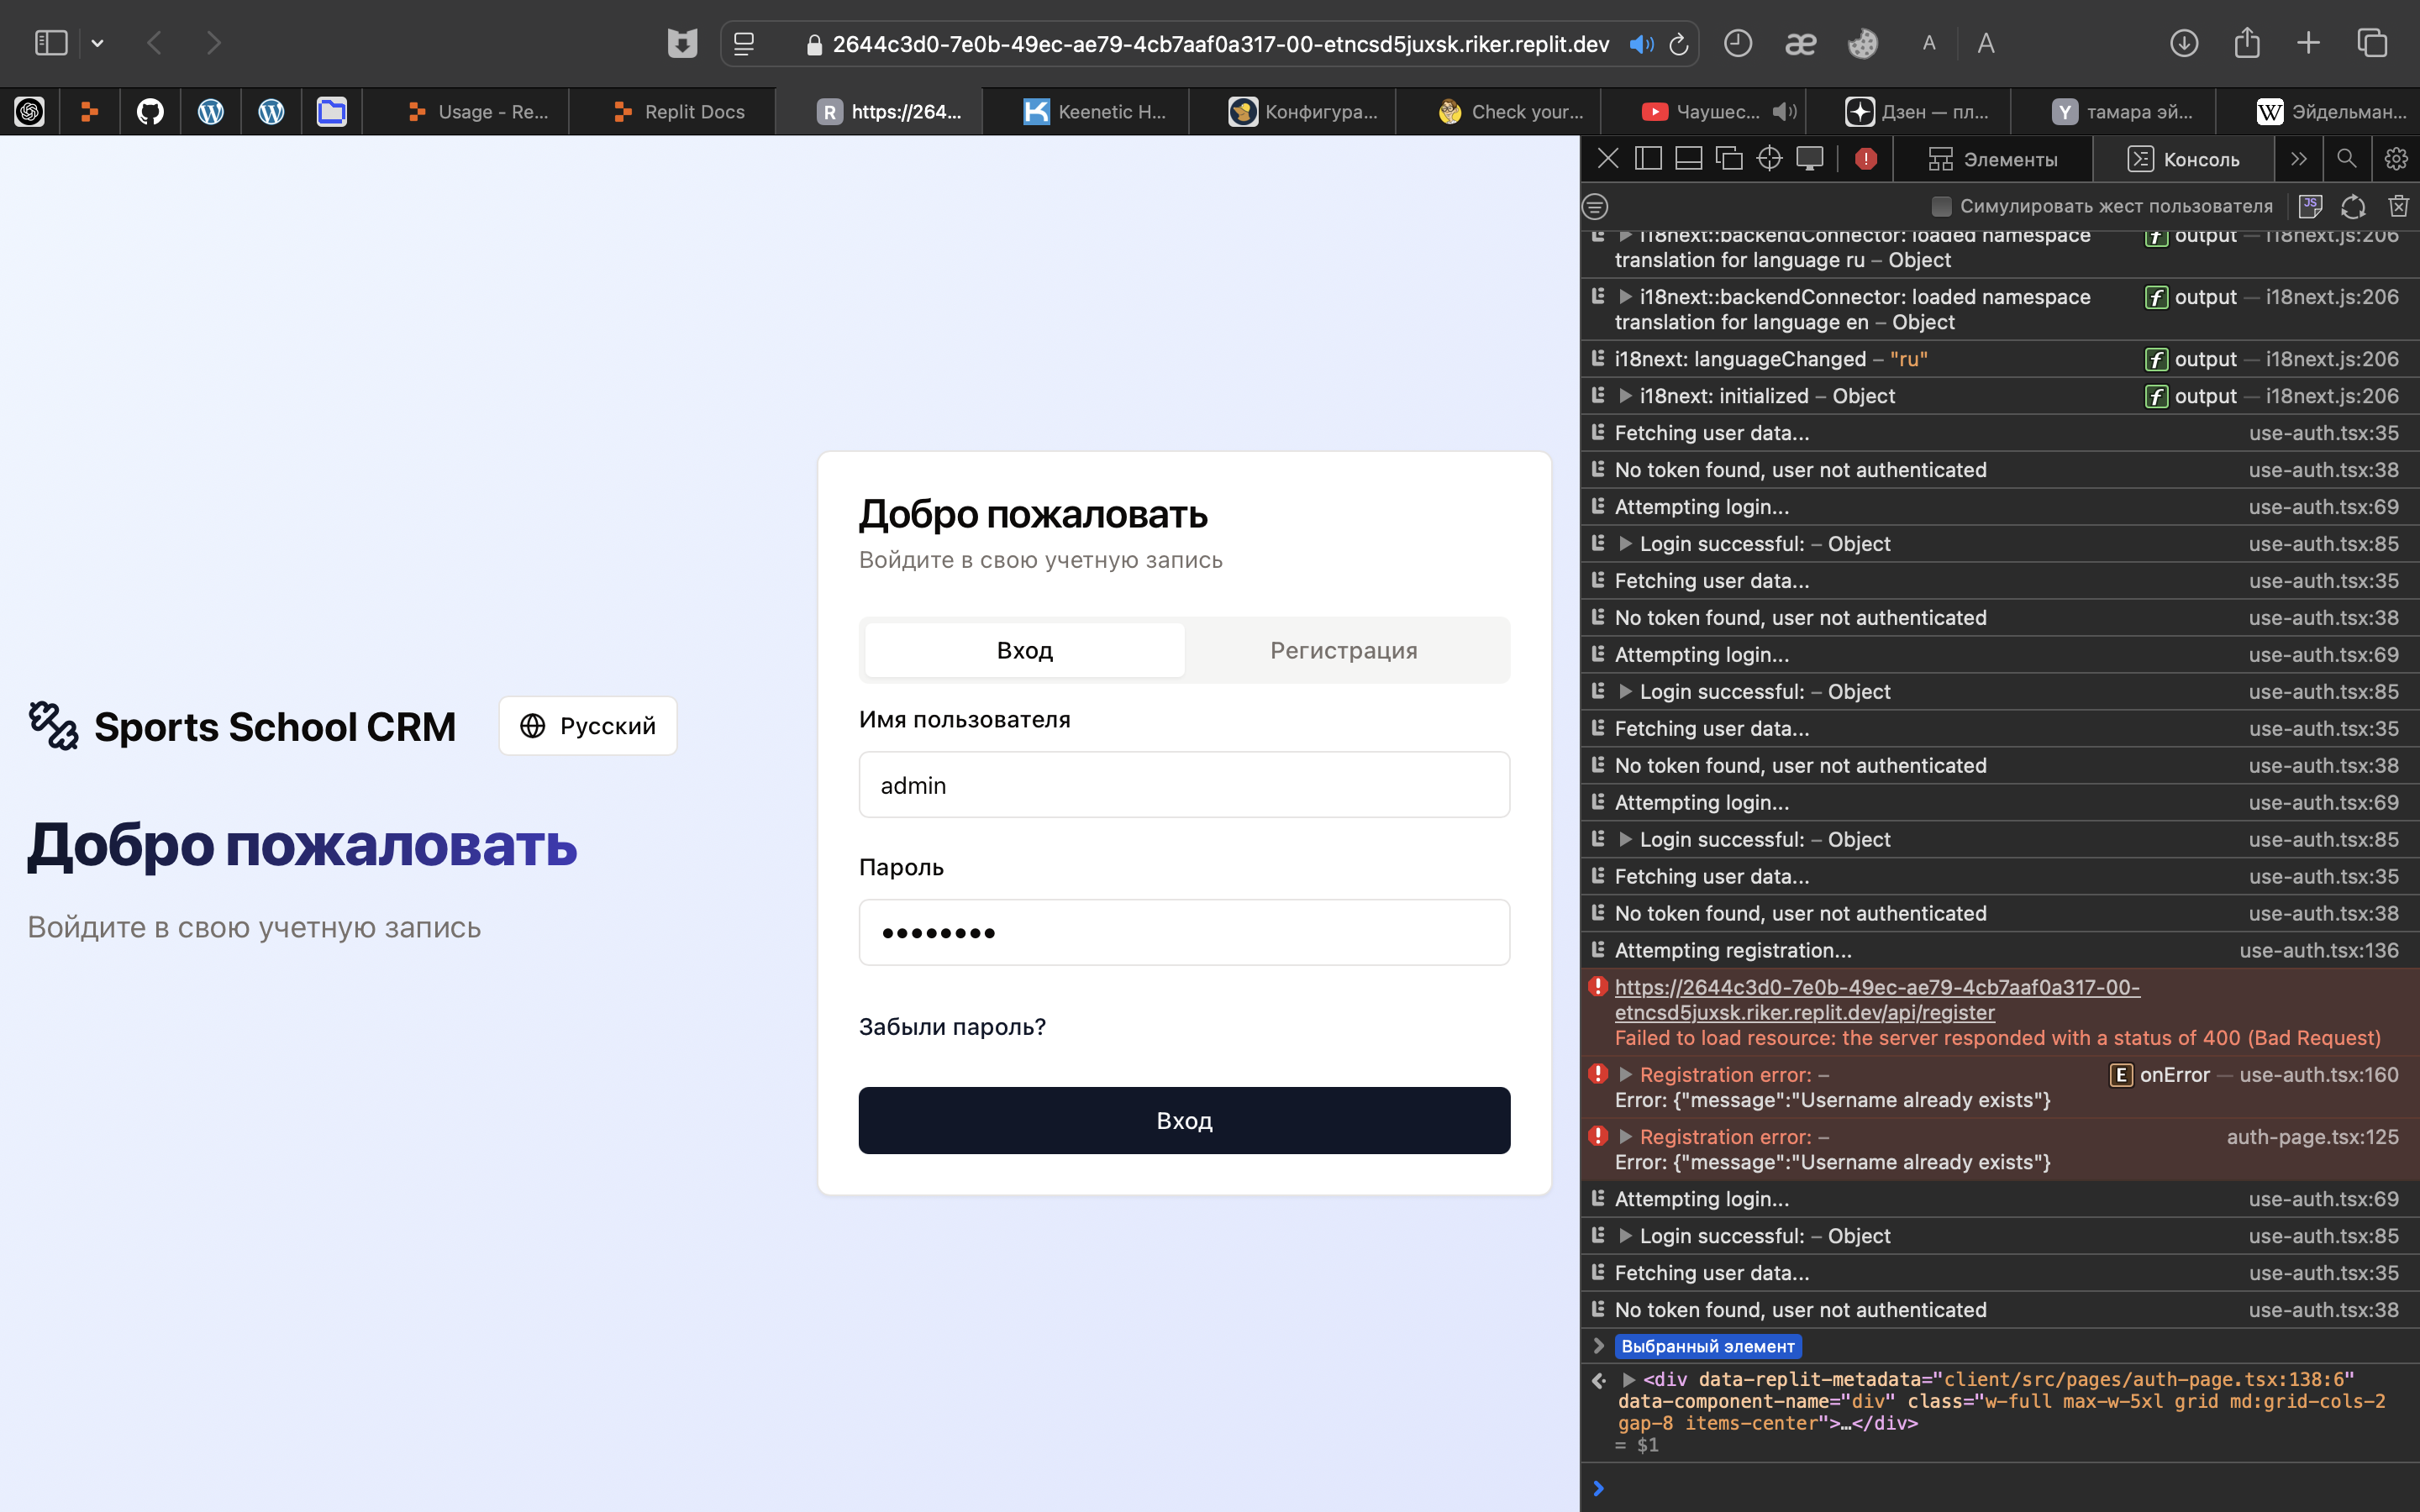 2644c3d0-7e0b-49ec-ae79-4cb7aaf0a317-00-etncsd5juxsk.riker.replit.dev
æ A A
Usage - Re...
Replit Docs
R https://264...
Keenetic H...
Конфигура...
Check your...
Чаушес...
Дзен — пл...
Y тамара эй...
W Эйдельман...
Добро пожаловать
Войдите в свою учетную запись
Вход
Регистрация
Имя пользователя
admin
Пароль
••••••••
Забыли пароль?
Вход
Sports School CRM
Русский
Добро пожаловать
Войдите в свою учетную запись
Элементы
Консоль
Симулировать жест пользователя
i18next::backendConnector: loaded namespace f output — i18next.js:206
translation for language ru – Object
i18next::backendConnector: loaded namespace f output — i18next.js:206
translation for language en – Object
i18next: languageChanged – "ru" f output — i18next.js:206
i18next: initialized – Object f output — i18next.js:206
Fetching user data... use-auth.tsx:35
No token found, user not authenticated use-auth.tsx:38
Attempting login... use-auth.tsx:69
Login successful: – Object use-auth.tsx:85
Fetching user data... use-auth.tsx:35
No token found, user not authenticated use-auth.tsx:38
Attempting login... use-auth.tsx:69
Login successful: – Object use-auth.tsx:85
Fetching user data... use-auth.tsx:35
No token found, user not authenticated use-auth.tsx:38
Attempting login... use-auth.tsx:69
Login successful: – Object use-auth.tsx:85
Fetching user data... use-auth.tsx:35
No token found, user not authenticated use-auth.tsx:38
Attempting registration... use-auth.tsx:136
https://2644c3d0-7e0b-49ec-ae79-4cb7aaf0a317-00-
etncsd5juxsk.riker.replit.dev/api/register
Failed to load resource: the server responded with a status of 400 (Bad Request)
Registration error: – E onError — use-auth.tsx:160
Error: {"message":"Username already exists"}
Registration error: – auth-page.tsx:125
Error: {"message":"Username already exists"}
Attempting login... use-auth.tsx:69
Login successful: – Object use-auth.tsx:85
Fetching user data... use-auth.tsx:35
No token found, user not authenticated use-auth.tsx:38
Выбранный элемент
<div data-replit-metadata="client/src/pages/auth-page.tsx:138:6"
data-component-name="div" class="w-full max-w-5xl grid md:grid-cols-2
gap-8 items-center">…</div>
= $1